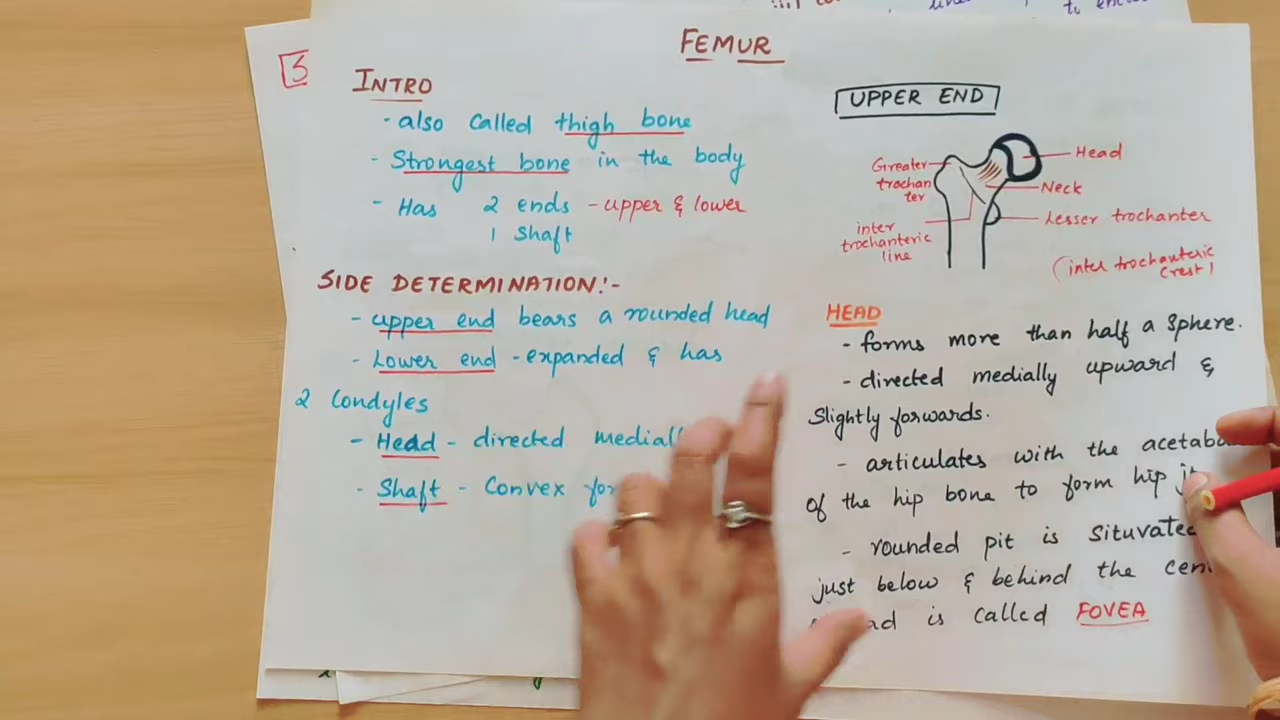 FEMUR
INTRO
- also called thigh bone
- Strongest bone in the body
- Has 2 ends - upper & lower
1 Shaft
SIDE DETERMINATION:-
- upper end bears a rounded head
- Lower end - expanded & has
2 Condyles
- Head - directed
- Shaft - Convex
UPPER END
Greater
trochan
ter
Head
Neck
Lesser trochanter
inter
trochanteric
line
(inter trochanteric
crest)
HEAD
- forms more than half a sphere.
- directed medially upward &
Slightly forwards.
- articulates with the
of the hip bone to form hip
- rounded pit is
just below & behind the
is called FOVEA